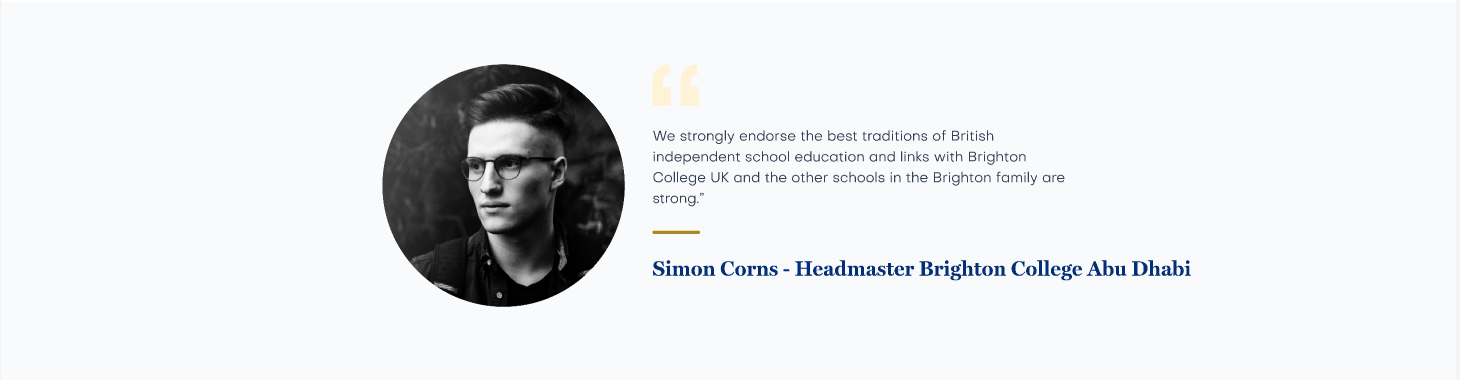 “
We strongly endorse the best traditions of British
independent school education and links with Brighton
College UK and the other schools in the Brighton family are
strong.”
Simon Corns - Headmaster Brighton College Abu Dhabi